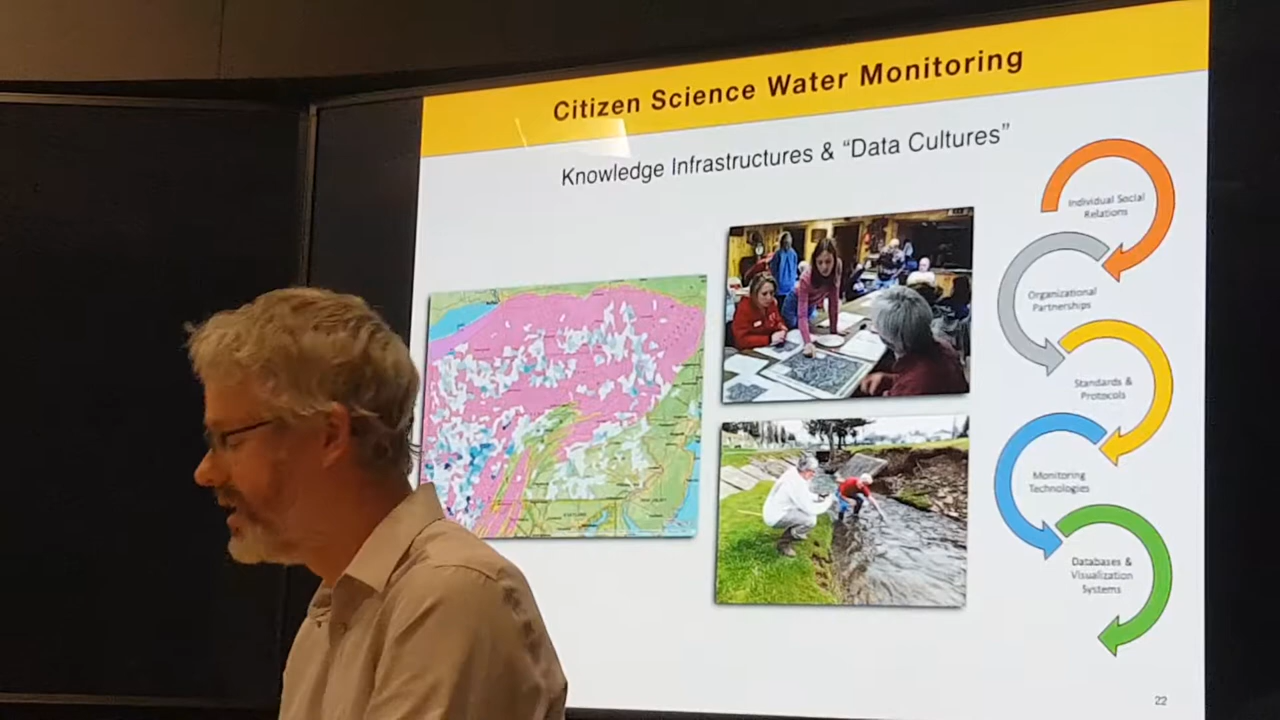 Citizen Science Water Monitoring
Knowledge Infrastructures & “Data Cultures”
Individual Social
Relations
Organizational
Partnerships
Standards &
Protocols
Monitoring
Technologies
Databases &
Visualization
Systems
22